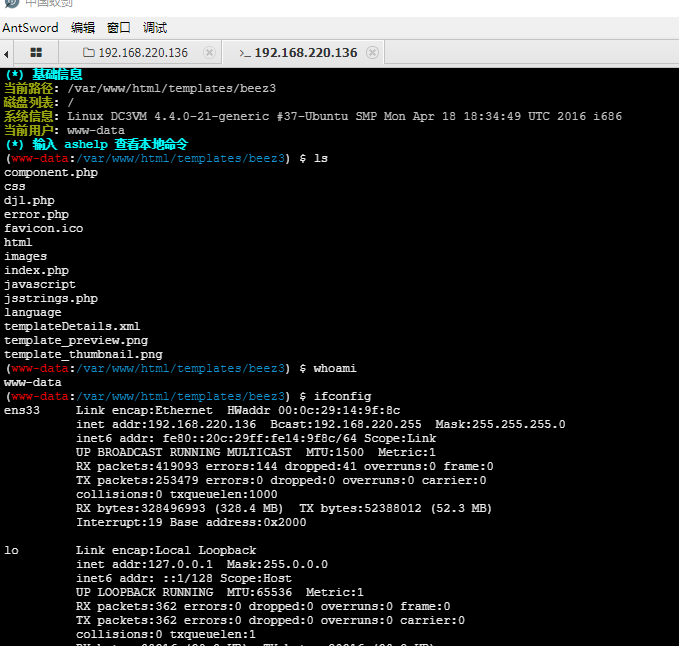 中国蚁剑
AntSword 编辑 窗口 调试
192.168.220.136 >_ 192.168.220.136
(*) 基础信息
当前路径: /var/www/html/templates/beez3
磁盘列表: /
系统信息: Linux DC3VM 4.4.0-21-generic #37-Ubuntu SMP Mon Apr 18 18:34:49 UTC 2016 i686
当前用户: www-data
(*) 输入 ashelp 查看本地命令
(www-data:/var/www/html/templates/beez3) $ ls
component.php
css
djl.php
error.php
favicon.ico
html
images
index.php
javascript
jsstrings.php
language
templateDetails.xml
template_preview.png
template_thumbnail.png
(www-data:/var/www/html/templates/beez3) $ whoami
www-data
(www-data:/var/www/html/templates/beez3) $ ifconfig
ens33 Link encap:Ethernet HWaddr 00:0c:29:14:9f:8c
inet addr:192.168.220.136 Bcast:192.168.220.255 Mask:255.255.255.0
inet6 addr: fe80::20c:29ff:fe14:9f8c/64 Scope:Link
UP BROADCAST RUNNING MULTICAST MTU:1500 Metric:1
RX packets:419093 errors:144 dropped:41 overruns:0 frame:0
TX packets:253479 errors:0 dropped:0 overruns:0 carrier:0
collisions:0 txqueuelen:1000
RX bytes:328496993 (328.4 MB) TX bytes:52388012 (52.3 MB)
Interrupt:19 Base address:0x2000
lo Link encap:Local Loopback
inet addr:127.0.0.1 Mask:255.0.0.0
inet6 addr: ::1/128 Scope:Host
UP LOOPBACK RUNNING MTU:65536 Metric:1
RX packets:362 errors:0 dropped:0 overruns:0 frame:0
TX packets:362 errors:0 dropped:0 overruns:0 carrier:0
collisions:0 txqueuelen:1